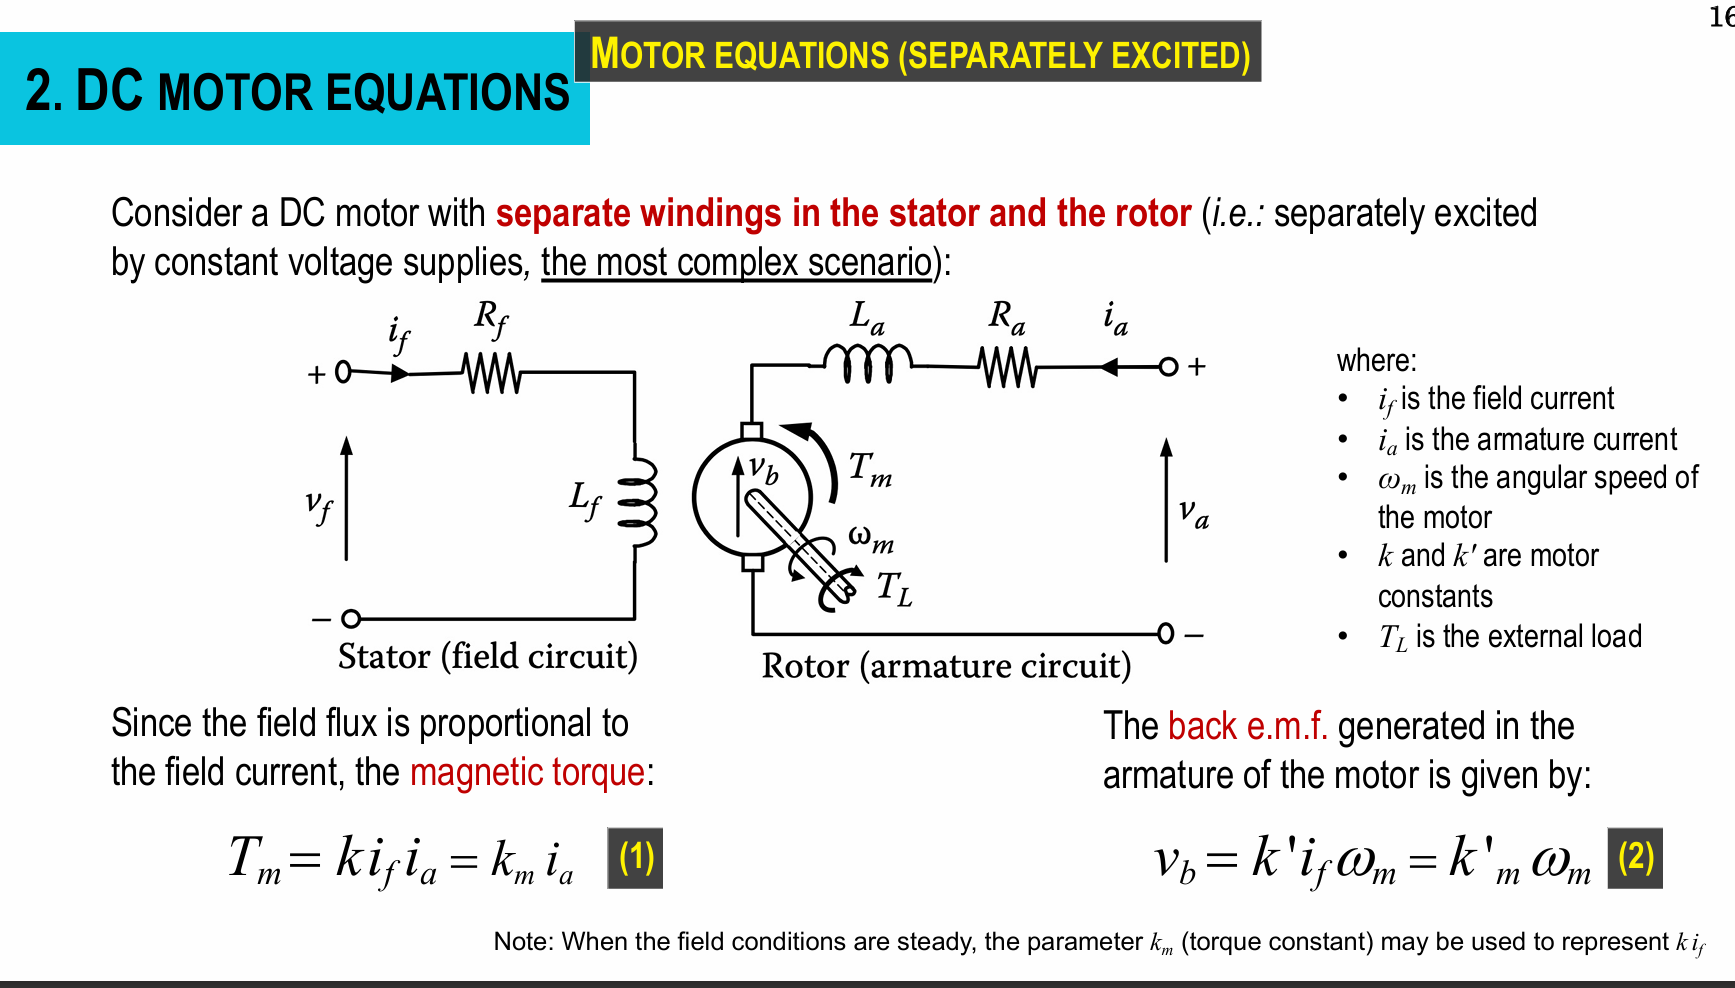 16
MOTOR EQUATIONS (SEPARATELY EXCITED)
2. DC MOTOR EQUATIONS
Consider a DC motor with separate windings in the stator and the rotor (i.e.: separately excited
by constant voltage supplies, the most complex scenario):
i_f
R_f
+
v_f
L_f
−
Stator (field circuit)
L_a
R_a
i_a
+
v_b
T_m
ω_m
T_L
v_a
−
Rotor (armature circuit)
where:
• i_f is the field current
• i_a is the armature current
• ω_m is the angular speed of
the motor
• k and k' are motor
constants
• T_L is the external load
Since the field flux is proportional to
the field current, the magnetic torque:
T_m = k i_f i_a = k_m i_a (1)
The back e.m.f. generated in the
armature of the motor is given by:
v_b = k' i_f ω_m = k'_m ω_m (2)
Note: When the field conditions are steady, the parameter k_m (torque constant) may be used to represent k i_f